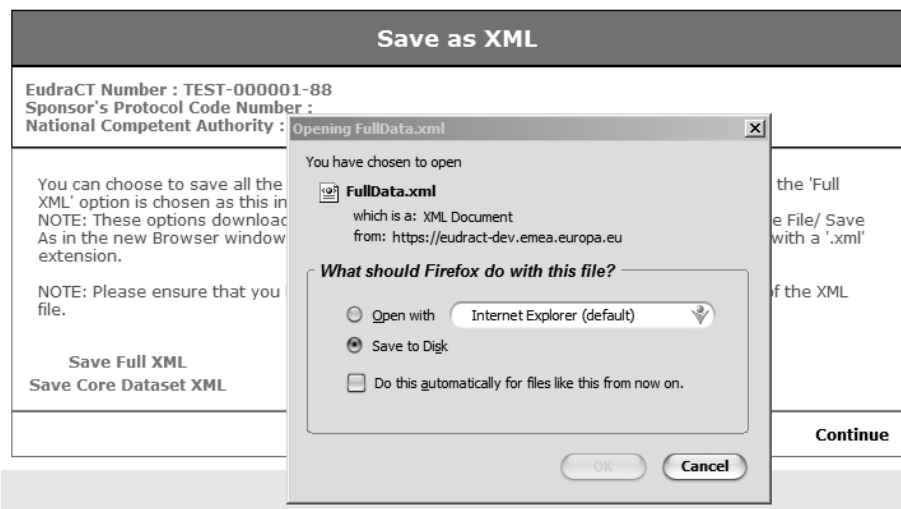 Save as XML
EudraCT Number : TEST-000001-88
Sponsor's Protocol Code Number :
National Competent Authority :
Opening FullData.xml
You have chosen to open
FullData.xml
which is a: XML Document
from: https://eudract-dev.emea.europa.eu
What should Firefox do with this file?
Open with Internet Explorer (default)
Save to Disk
Do this automatically for files like this from now on.
OK Cancel
You can choose to save all the the 'Full
XML' option is chosen as this in
NOTE: These options download e File/ Save
As in the new Browser window with a '.xml'
extension.
NOTE: Please ensure that you of the XML
file.
Save Full XML
Save Core Dataset XML
Continue